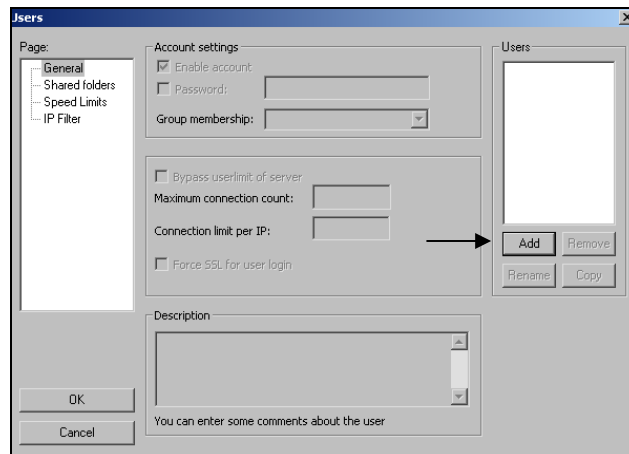 Jsers
Page:
General
Shared folders
Speed Limits
IP Filter
OK
Cancel
Account settings
Enable account
Password:
Group membership:
Bypass userlimit of server
Maximum connection count:
Connection limit per IP:
Force SSL for user login
Description
You can enter some comments about the user
Users
Add
Remove
Rename
Copy